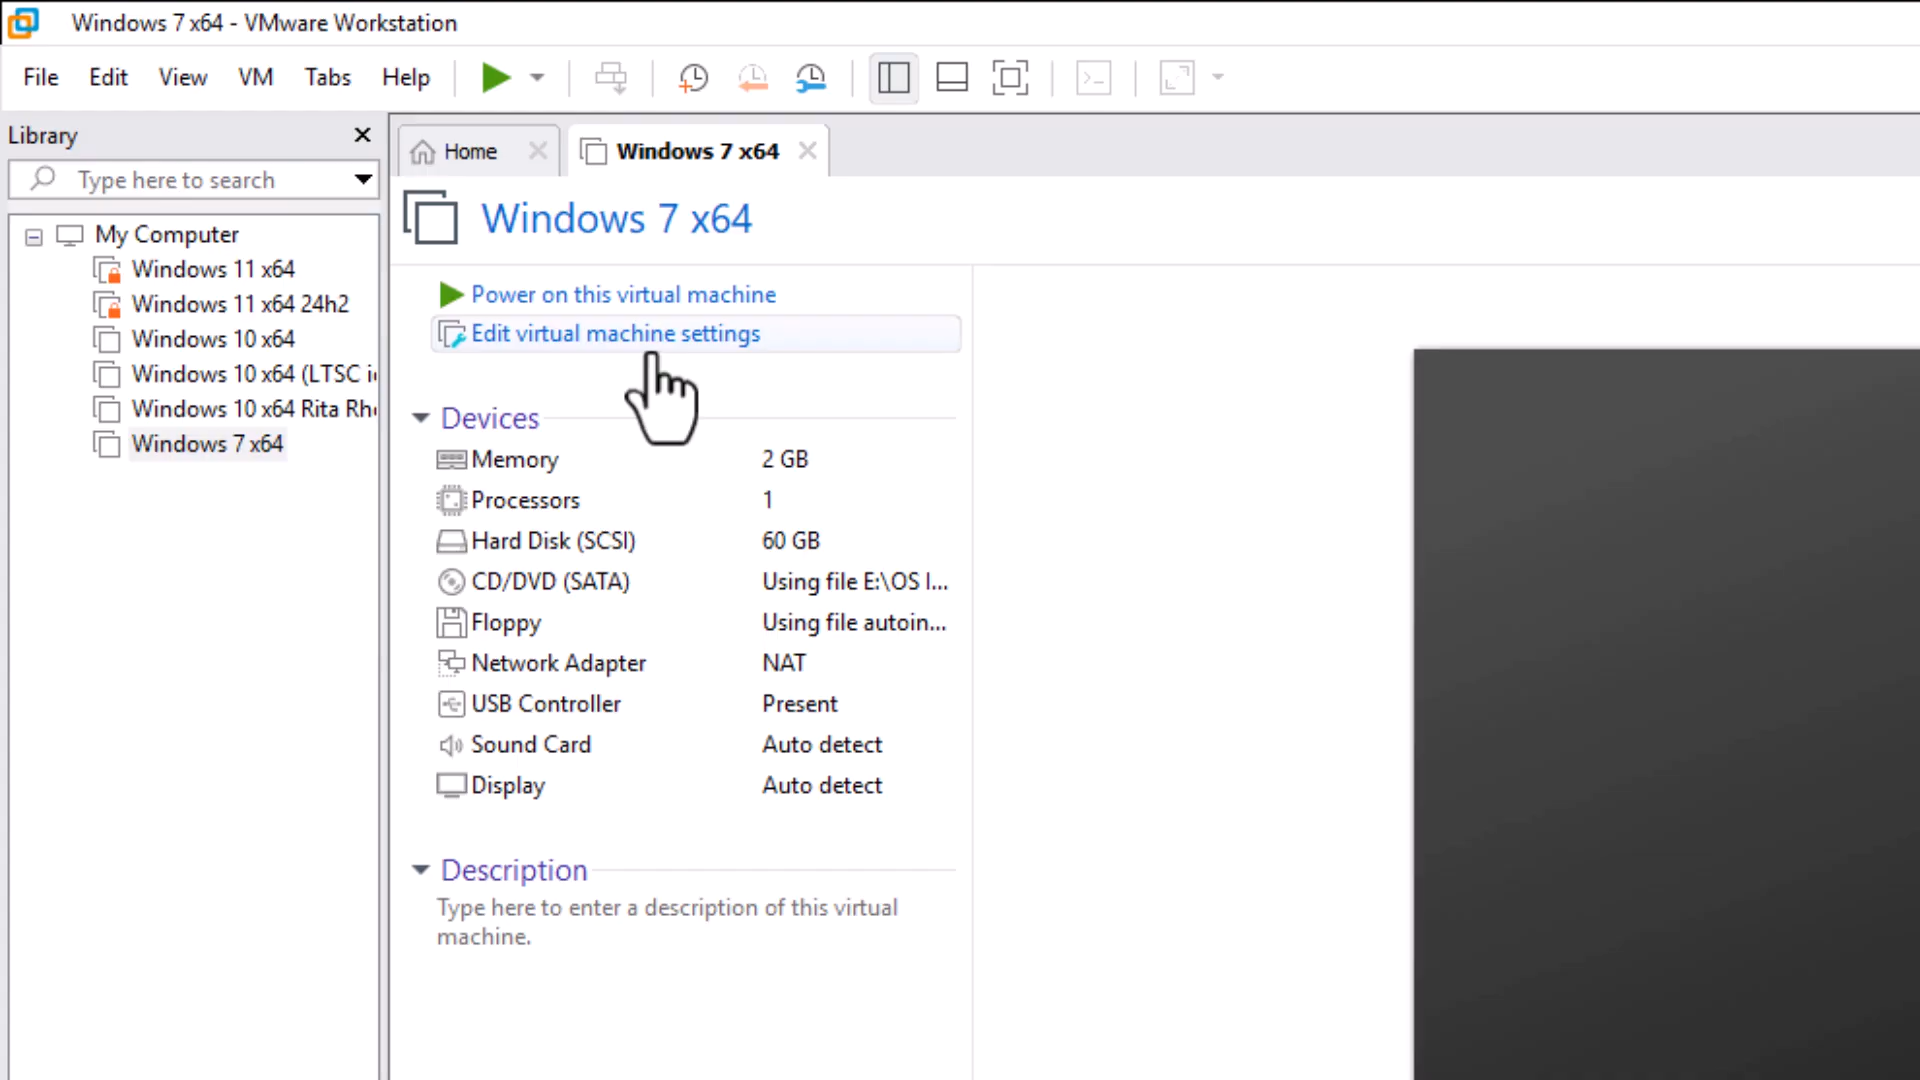 Windows 7 x64 - VMware Workstation
File Edit View VM Tabs Help
Library
Type here to search
My Computer
Windows 11 x64
Windows 11 x64 24h2
Windows 10 x64
Windows 10 x64 (LTSC i
Windows 10 x64 Rita Rh
Windows 7 x64
Home
Windows 7 x64
Windows 7 x64
Power on this virtual machine
Edit virtual machine settings
Devices
Memory 2 GB
Processors 1
Hard Disk (SCSI) 60 GB
CD/DVD (SATA) Using file E:\OS I...
Floppy Using file autoin...
Network Adapter NAT
USB Controller Present
Sound Card Auto detect
Display Auto detect
Description
Type here to enter a description of this virtual
machine.